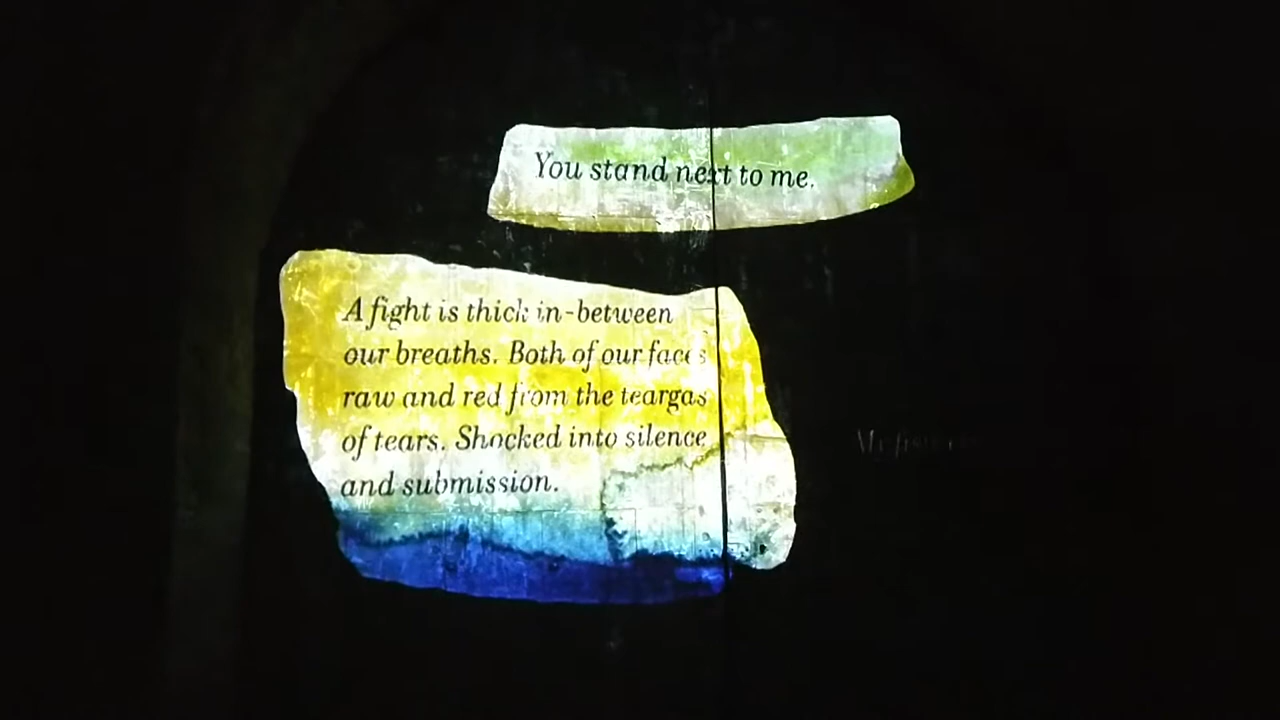 You stand next to me.
A fight is thick in-between
our breaths. Both of our faces
raw and red from the teargas
of tears. Shocked into silence
and submission.